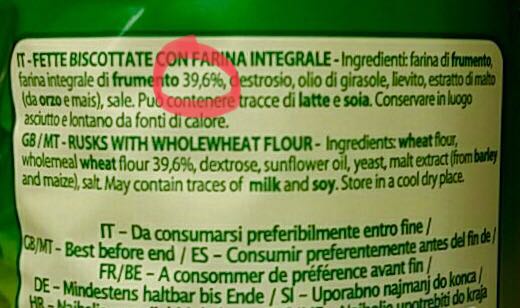 IT - FETTE BISCOTTATE CON FARINA INTEGRALE - Ingredienti: farina di frumento,
farina integrale di frumento 39,6%, destrosio, olio di girasole, lievito, estratto di malto
(da orzo e mais), sale. Può contenere tracce di latte e soia. Conservare in luogo
asciutto e lontano da fonti di calore.
GB/MT - RUSKS WITH WHOLEWHEAT FLOUR - Ingredients: wheat flour,
wholemeal wheat flour 39,6%, dextrose, sunflower oil, yeast, malt extract (from barley
and maize), salt. May contain traces of milk and soy. Store in a cool dry place.
IT – Da consumarsi preferibilmente entro fine /
GB/MT – Best before end / ES – Consumir preferentemente antes del fin de /
FR/BE – A consommer de préférence avant fin /
DE – Mindestens haltbar bis Ende / SI – Uporabno najmanj do konca /
HR – Najbolje upotrebiti do kraja